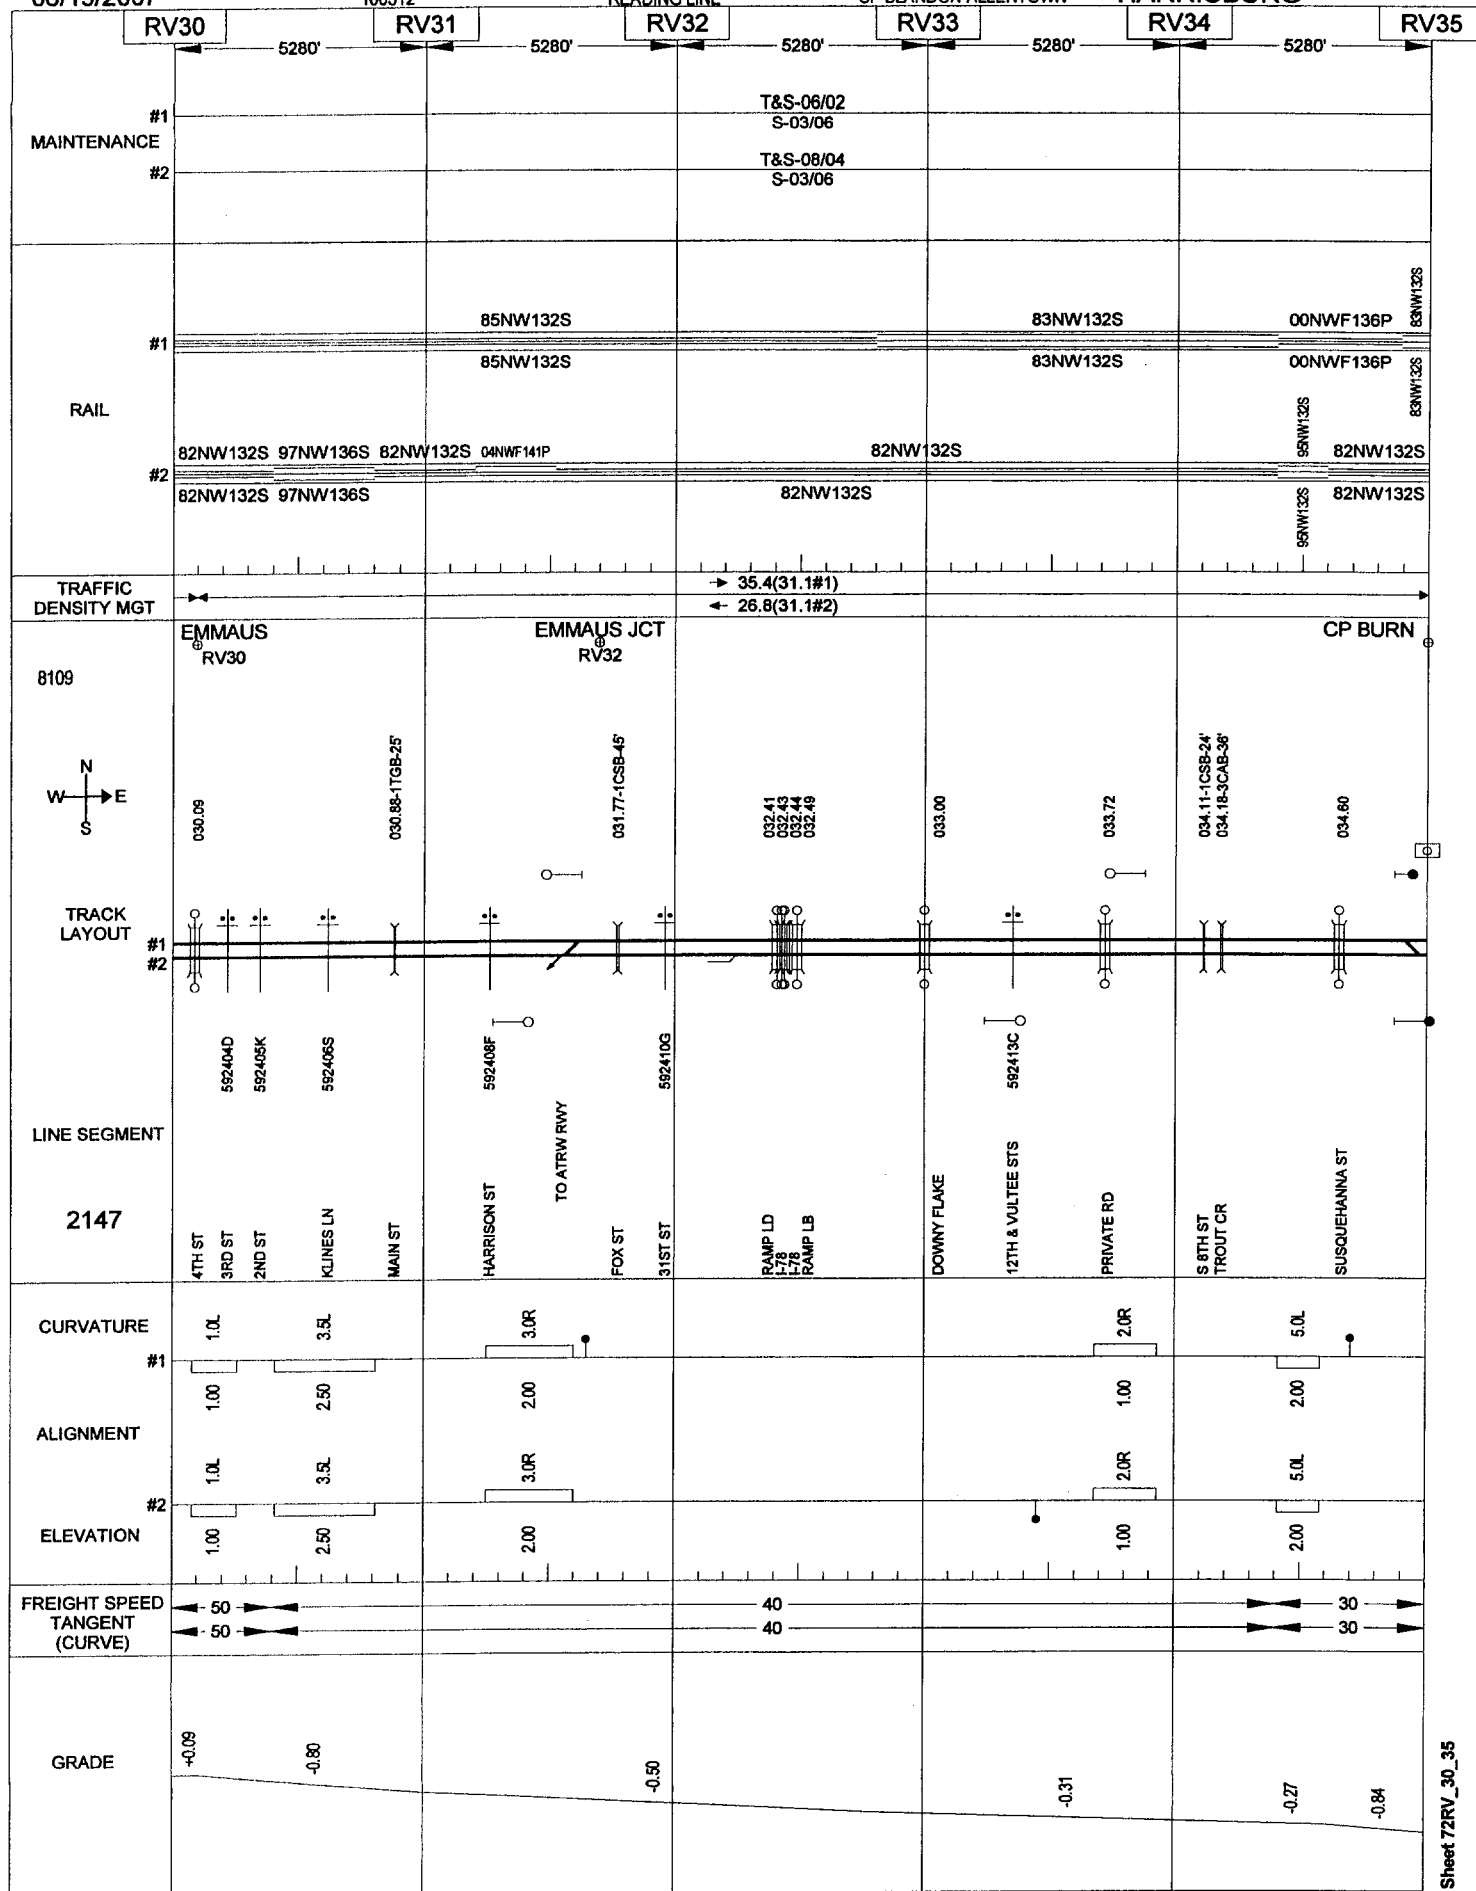 RV30 RV31 RV32 RV33 RV34 RV35
5280' 5280' 5280' 5280' 5280'
MAINTENANCE
#1 T&S-06/02
S-03/06
#2 T&S-08/04
S-03/06
RAIL
85NW132S 83NW132S 00NWF136P 83NW132S
#1
85NW132S 83NW132S 00NWF136P 83NW132S
82NW132S 97NW136S 82NW132S 04NWF141P 82NW132S 95NW132S 82NW132S
#2
82NW132S 97NW136S 82NW132S 95NW132S 82NW132S
TRAFFIC
DENSITY MGT
35.4(31.1#1)
26.8(31.1#2)
EMMAUS EMMAUS JCT CP BURN
RV30 RV32
8109
N
W E
S
030.09 030.88-1TGB-25' 031.77-1CSB-45' 032.41 032.43 032.44 032.49 033.00 033.72 034.11-1CSB-24' 034.18-3CAB-36' 034.60
TRACK
LAYOUT
#1
#2
592404D 592405K 592406S 592408F 592410G 592413C
LINE SEGMENT
2147
4TH ST
3RD ST
2ND ST
KLINES LN
MAIN ST
HARRISON ST
TO ATRW RWY
FOX ST
31ST ST
RAMP LD
I-78
I-78
RAMP LB
DOWNY FLAKE
12TH & VULTEE STS
PRIVATE RD
S 8TH ST
TROUT CR
SUSQUEHANNA ST
CURVATURE
1.0L 3.5L 3.0R 2.0R 5.0L
#1
1.00 2.50 2.00 1.00 2.00
ALIGNMENT
1.0L 3.5L 3.0R 2.0R 5.0L
#2
ELEVATION
1.00 2.50 2.00 1.00 2.00
FREIGHT SPEED
TANGENT
(CURVE)
50 40 30
50 40 30
GRADE
+0.09 -0.80 -0.50 -0.31 -0.27 -0.84
Sheet 72RV_30_35